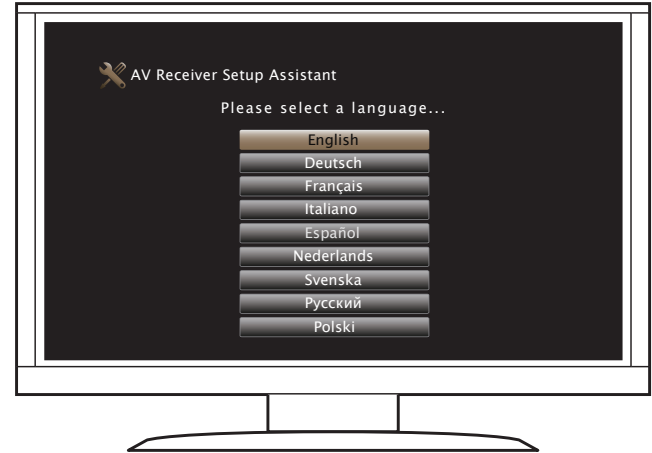 AV Receiver Setup Assistant
Please select a language...
English
Deutsch
Français
Italiano
Español
Nederlands
Svenska
Русский
Polski